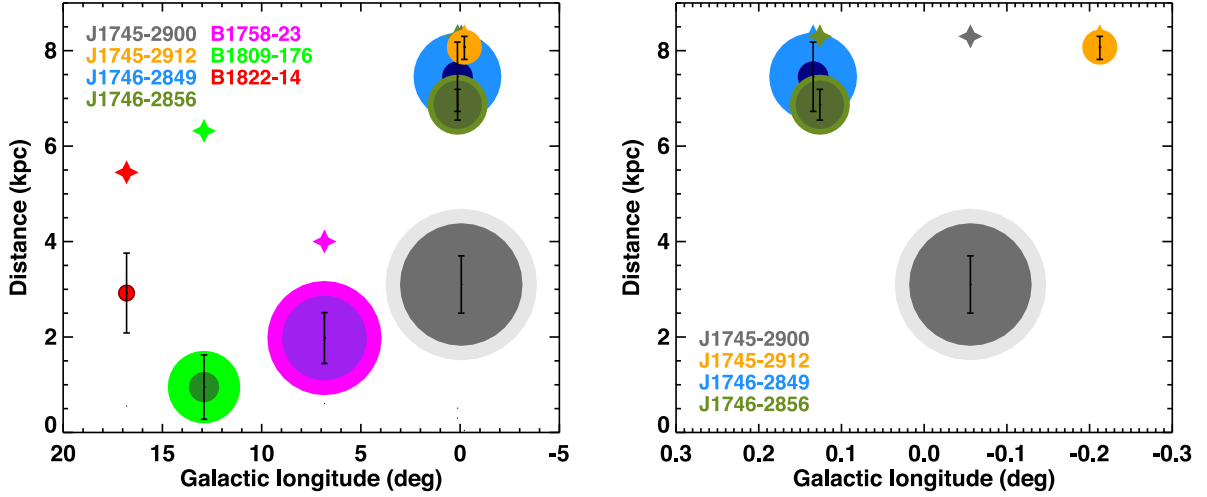 J1745-2900 B1758-23
J1745-2912 B1809-176
J1746-2849 B1822-14
J1746-2856
Distance (kpc)
8
6
4
2
0
20 15 10 5 0 -5
Galactic longitude (deg)
Distance (kpc)
8
6
4
2
0
J1745-2900
J1745-2912
J1746-2849
J1746-2856
0.3 0.2 0.1 0.0 -0.1 -0.2 -0.3
Galactic longitude (deg)